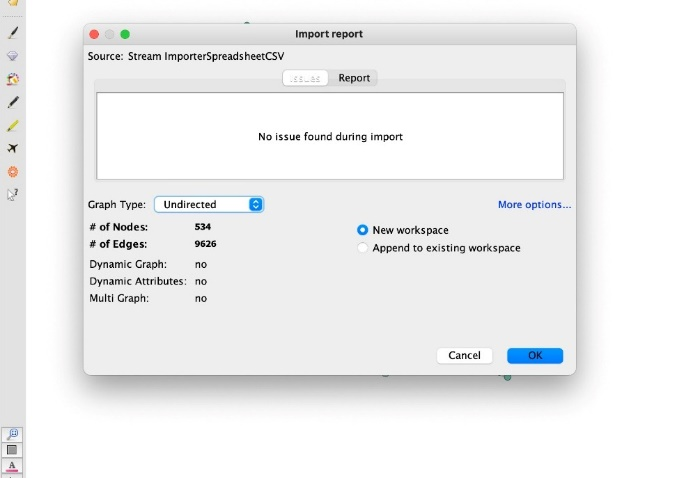 Import report
Source: Stream ImporterSpreadsheetCSV
Issues Report
No issue found during import
Graph Type: Undirected
More options...
# of Nodes: 534
# of Edges: 9626
New workspace
Append to existing workspace
Dynamic Graph: no
Dynamic Attributes: no
Multi Graph: no
Cancel OK
A